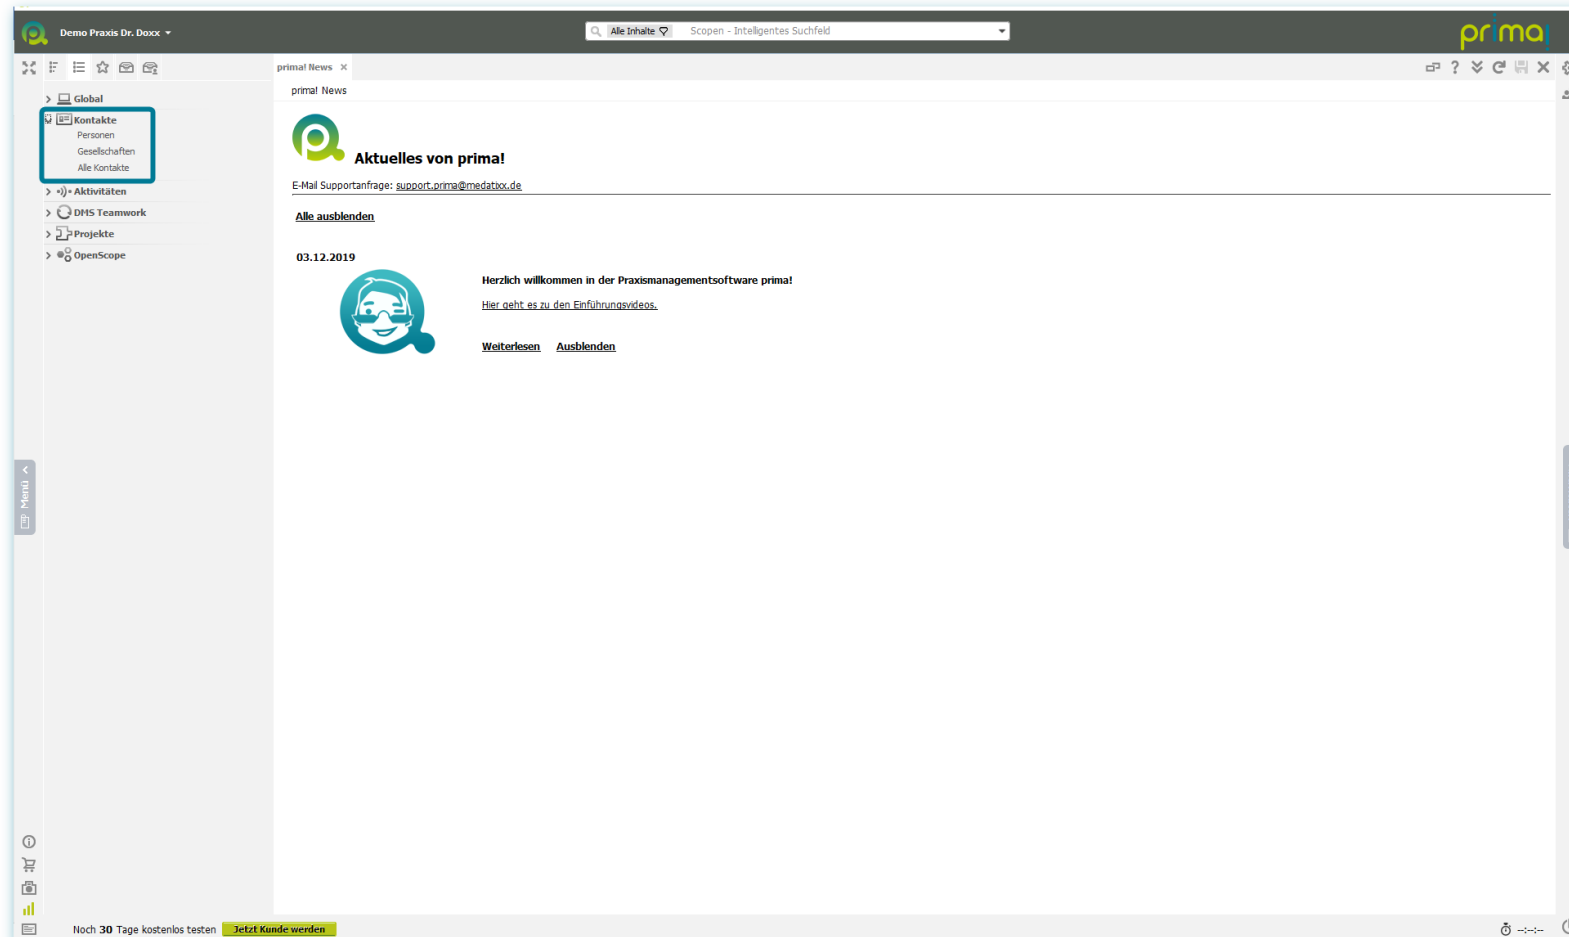 Demo Praxis Dr. Doxx
Alle Inhalte Scopen - Intelligentes Suchfeld
prima!
prima! News
prima! News
Global
Kontakte
Personen
Gesellschaften
Alle Kontakte
Aktivitäten
DMS Teamwork
Projekte
OpenScope
Aktuelles von prima!
E-Mail Supportanfrage: support.prima@medatixx.de
Alle ausblenden
03.12.2019
Herzlich willkommen in der Praxismanagementsoftware prima!
Hier geht es zu den Einführungsvideos.
Weiterlesen Ausblenden
Menü
Noch 30 Tage kostenlos testen Jetzt Kunde werden
--:--:--